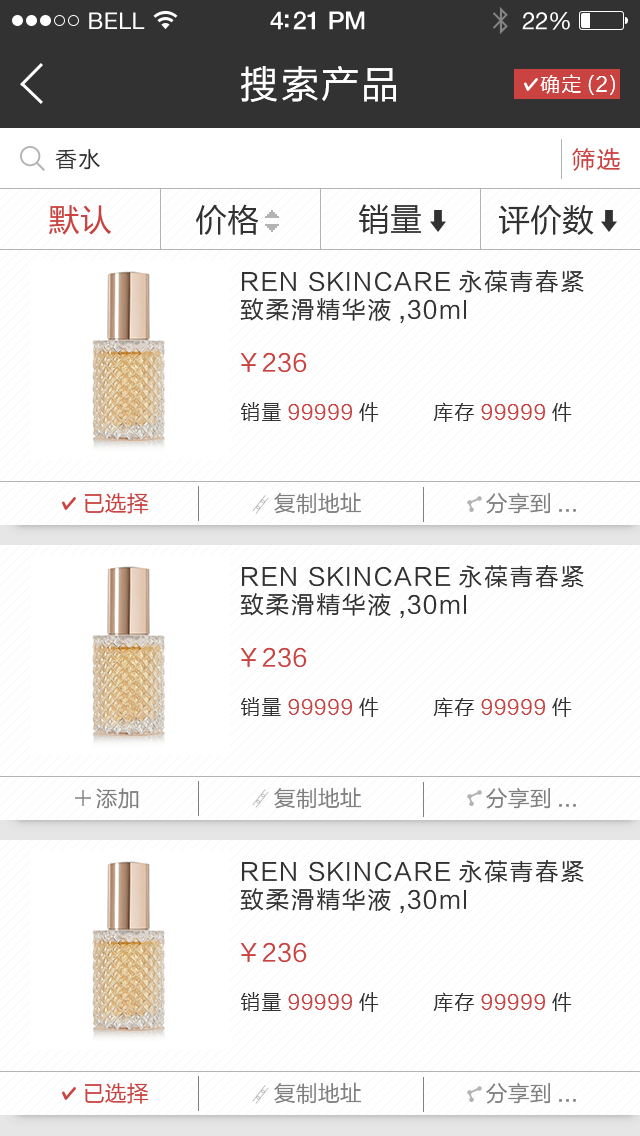 BELL 4:21 PM 22%
搜索产品 确定 (2)
香水 筛选
默认 价格 销量 评价数
REN SKINCARE 永葆青春紧
致柔滑精华液 ,30ml
￥236
销量 99999 件 库存 99999 件
已选择 复制地址 分享到 ...
REN SKINCARE 永葆青春紧
致柔滑精华液 ,30ml
￥236
销量 99999 件 库存 99999 件
添加 复制地址 分享到 ...
REN SKINCARE 永葆青春紧
致柔滑精华液 ,30ml
￥236
销量 99999 件 库存 99999 件
已选择 复制地址 分享到 ...